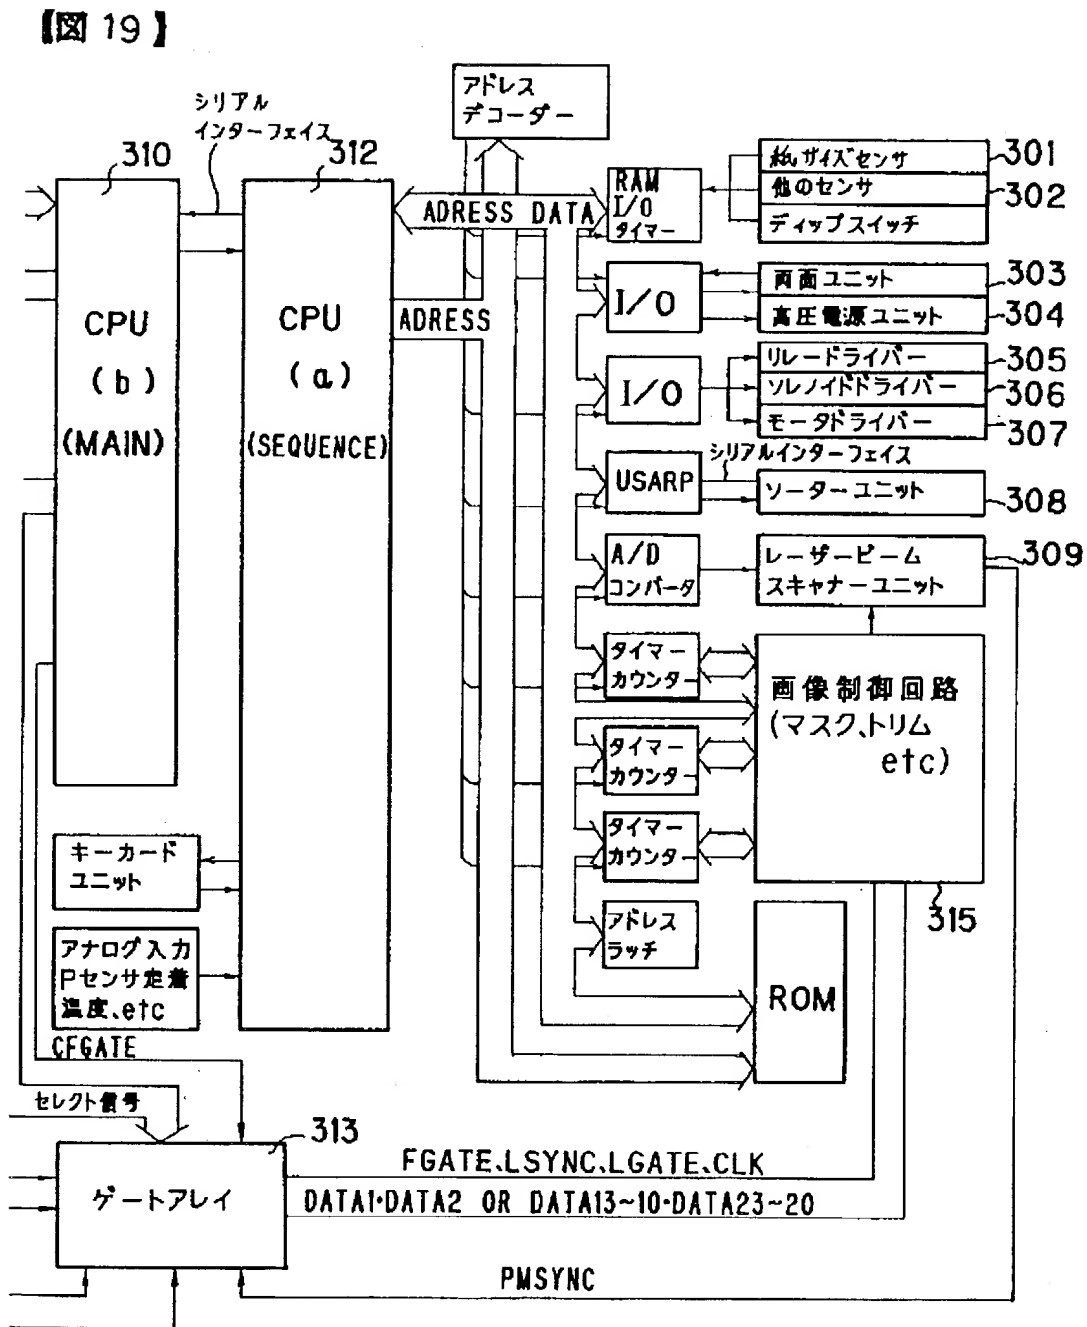 【図 19】
アドレス
デコーダー
シリアル
インターフェイス
310
312
CPU
(b)
(MAIN)
CPU
(a)
(SEQUENCE)
ADRESS DATA
ADRESS
RAM
I/O
タイマー
紙サイズセンサ
301
他のセンサ
302
ディップスイッチ
I/O
両面ユニット
303
高圧電源ユニット
304
I/O
リレードライバー
305
ソレノイドドライバー
306
モータドライバー
307
USARP
シリアルインターフェイス
ソーターユニット
308
A/D
コンバータ
レーザービーム
スキャナーユニット
309
タイマー
カウンター
画像制御回路
(マスク、トリム
etc)
タイマー
カウンター
タイマー
カウンター
315
アドレス
ラッチ
ROM
キーカード
ユニット
アナログ入力
Pセンサ定着
温度、etc
CFGATE
セレクト信号
313
ゲートアレイ
FGATE、LSYNC、LGATE、CLK
DATA1・DATA2 OR DATA13~10・DATA23~20
PMSYNC